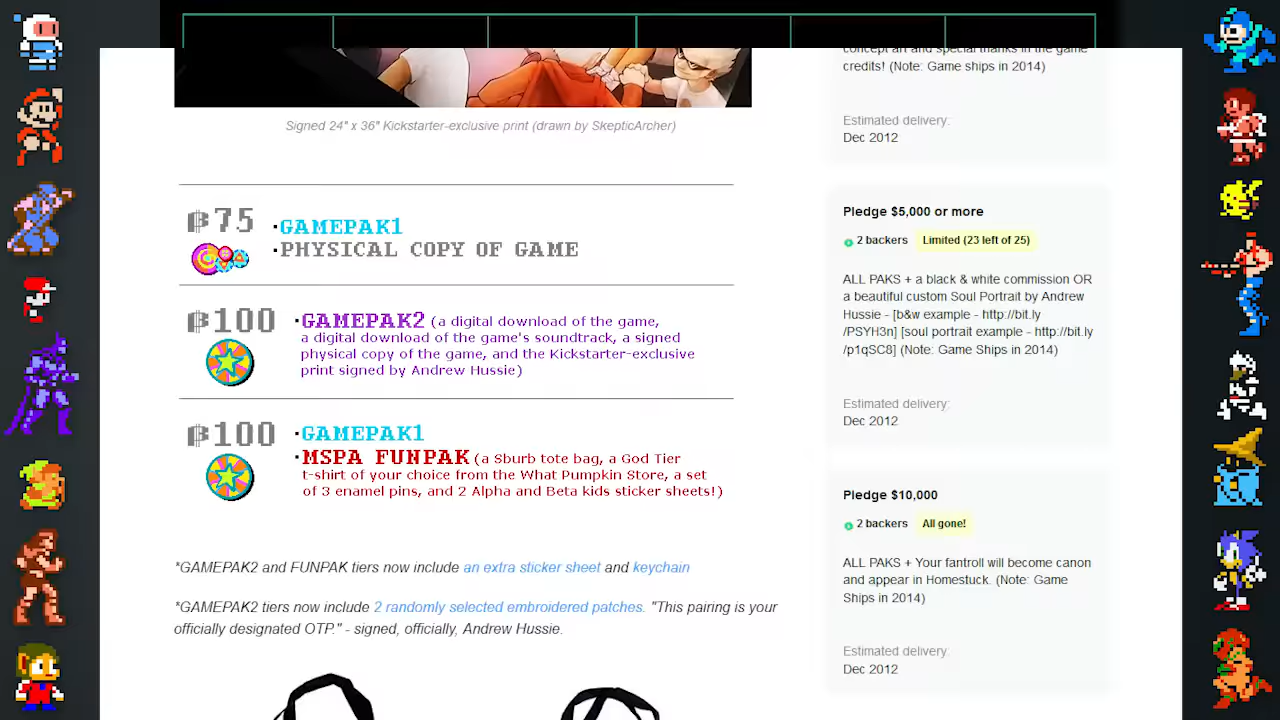 Signed 24" x 36" Kickstarter-exclusive print (drawn by SkepticArcher)
75
·GAMEPAK1
·PHYSICAL COPY OF GAME
100
·GAMEPAK2 (a digital download of the game,
a digital download of the game's soundtrack, a signed
physical copy of the game, and the Kickstarter-exclusive
print signed by Andrew Hussie)
100
·GAMEPAK1
·MSPA FUNPAK (a Sburb tote bag, a God Tier
t-shirt of your choice from the What Pumpkin Store, a set
of 3 enamel pins, and 2 Alpha and Beta kids sticker sheets!)
*GAMEPAK2 and FUNPAK tiers now include an extra sticker sheet and keychain
*GAMEPAK2 tiers now include 2 randomly selected embroidered patches. "This pairing is your
officially designated OTP." - signed, officially, Andrew Hussie.
concept art and special thanks in the game
credits! (Note: Game ships in 2014)
Estimated delivery:
Dec 2012
Pledge $5,000 or more
2 backers Limited (23 left of 25)
ALL PAKS + a black & white commission OR
a beautiful custom Soul Portrait by Andrew
Hussie - [b&w example - http://bit.ly
/PSYH3n] [soul portrait example - http://bit.ly
/p1qSC8] (Note: Game Ships in 2014)
Estimated delivery:
Dec 2012
Pledge $10,000
2 backers All gone!
ALL PAKS + Your fantroll will become canon
and appear in Homestuck. (Note: Game
Ships in 2014)
Estimated delivery:
Dec 2012